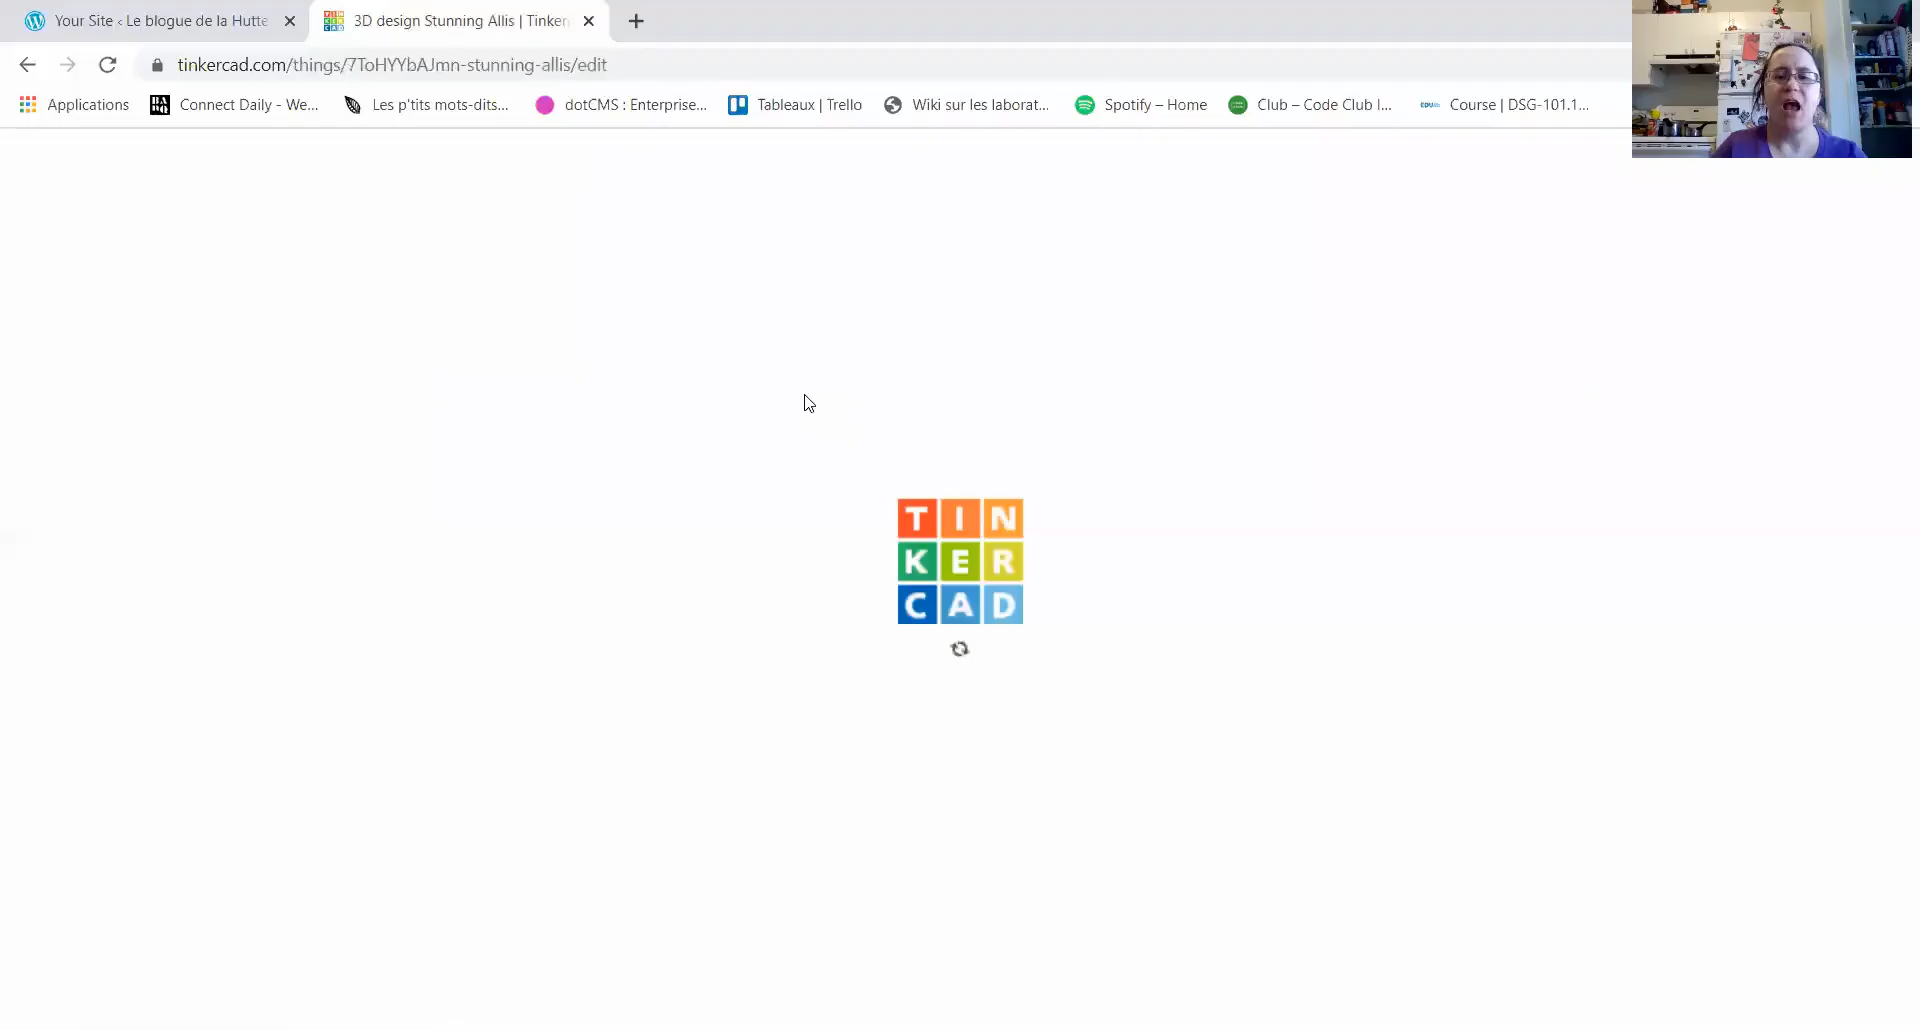 Your Site ‹ Le blogue de la Hutte
3D design Stunning Allis | Tinker
tinkercad.com/things/7ToHYYbAJmn-stunning-allis/edit
Applications
BA
nQ
Connect Daily - We...
Les p'tits mots-dits...
dotCMS : Enterprise...
Tableaux | Trello
Wiki sur les laborat...
Spotify – Home
Club – Code Club I...
Course | DSG-101.1...
TIN
KER
CAD